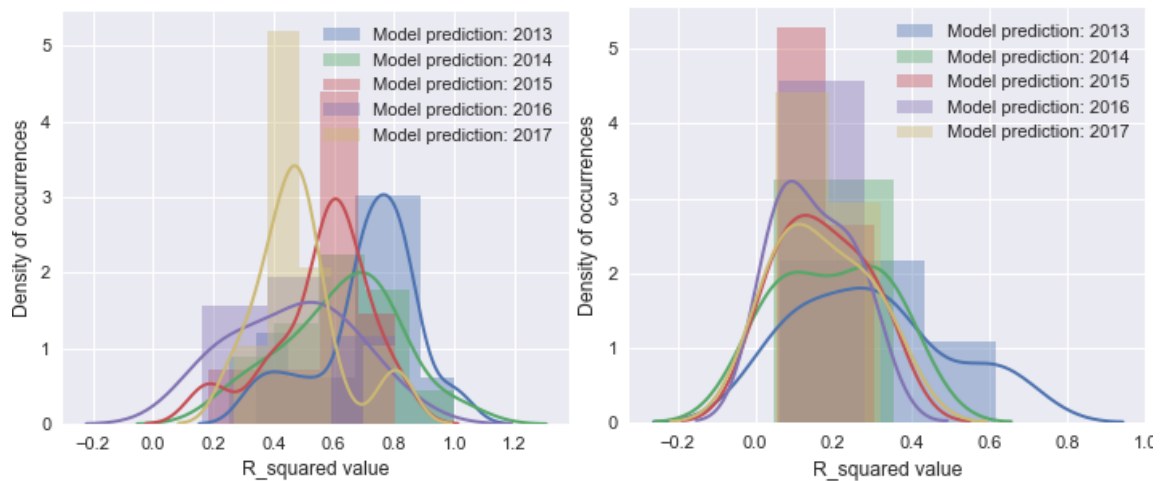 Density of occurrences
5
4
3
2
1
0
Model prediction: 2013
Model prediction: 2014
Model prediction: 2015
Model prediction: 2016
Model prediction: 2017
−0.2 0.0 0.2 0.4 0.6 0.8 1.0 1.2
R_squared value
Density of occurrences
5
4
3
2
1
0
Model prediction: 2013
Model prediction: 2014
Model prediction: 2015
Model prediction: 2016
Model prediction: 2017
−0.2 0.0 0.2 0.4 0.6 0.8 1.0
R_squared value